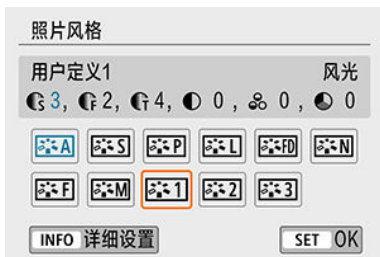 照片风格
用户定义1 风光
S 3, F 2, T 4, 0, 0, 0
A S P L FD N
F M 1 2 3
INFO 详细设置 SET OK